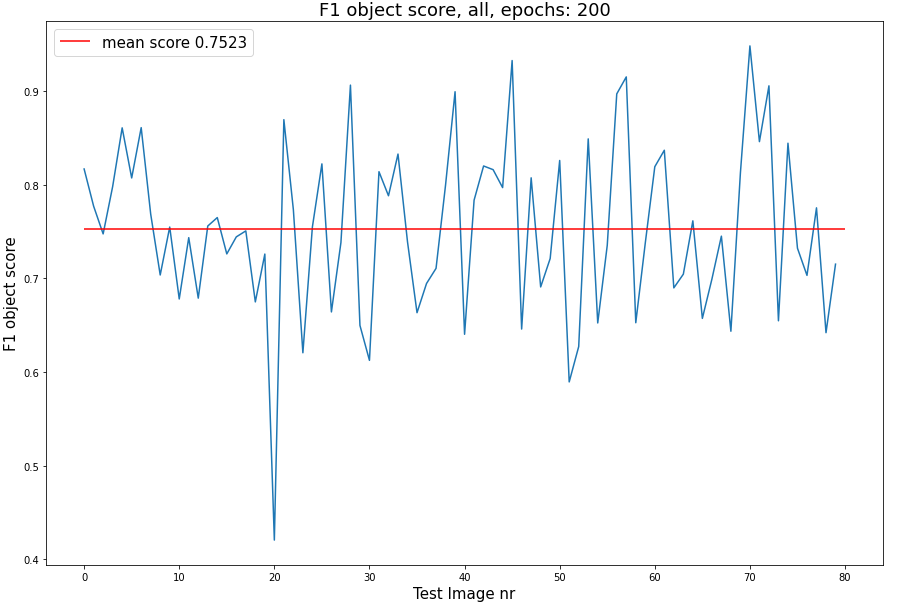 F1 object score, all, epochs: 200
mean score 0.7523
F1 object score
0.9
0.8
0.7
0.6
0.5
0.4
0 10 20 30 40 50 60 70 80
Test Image nr